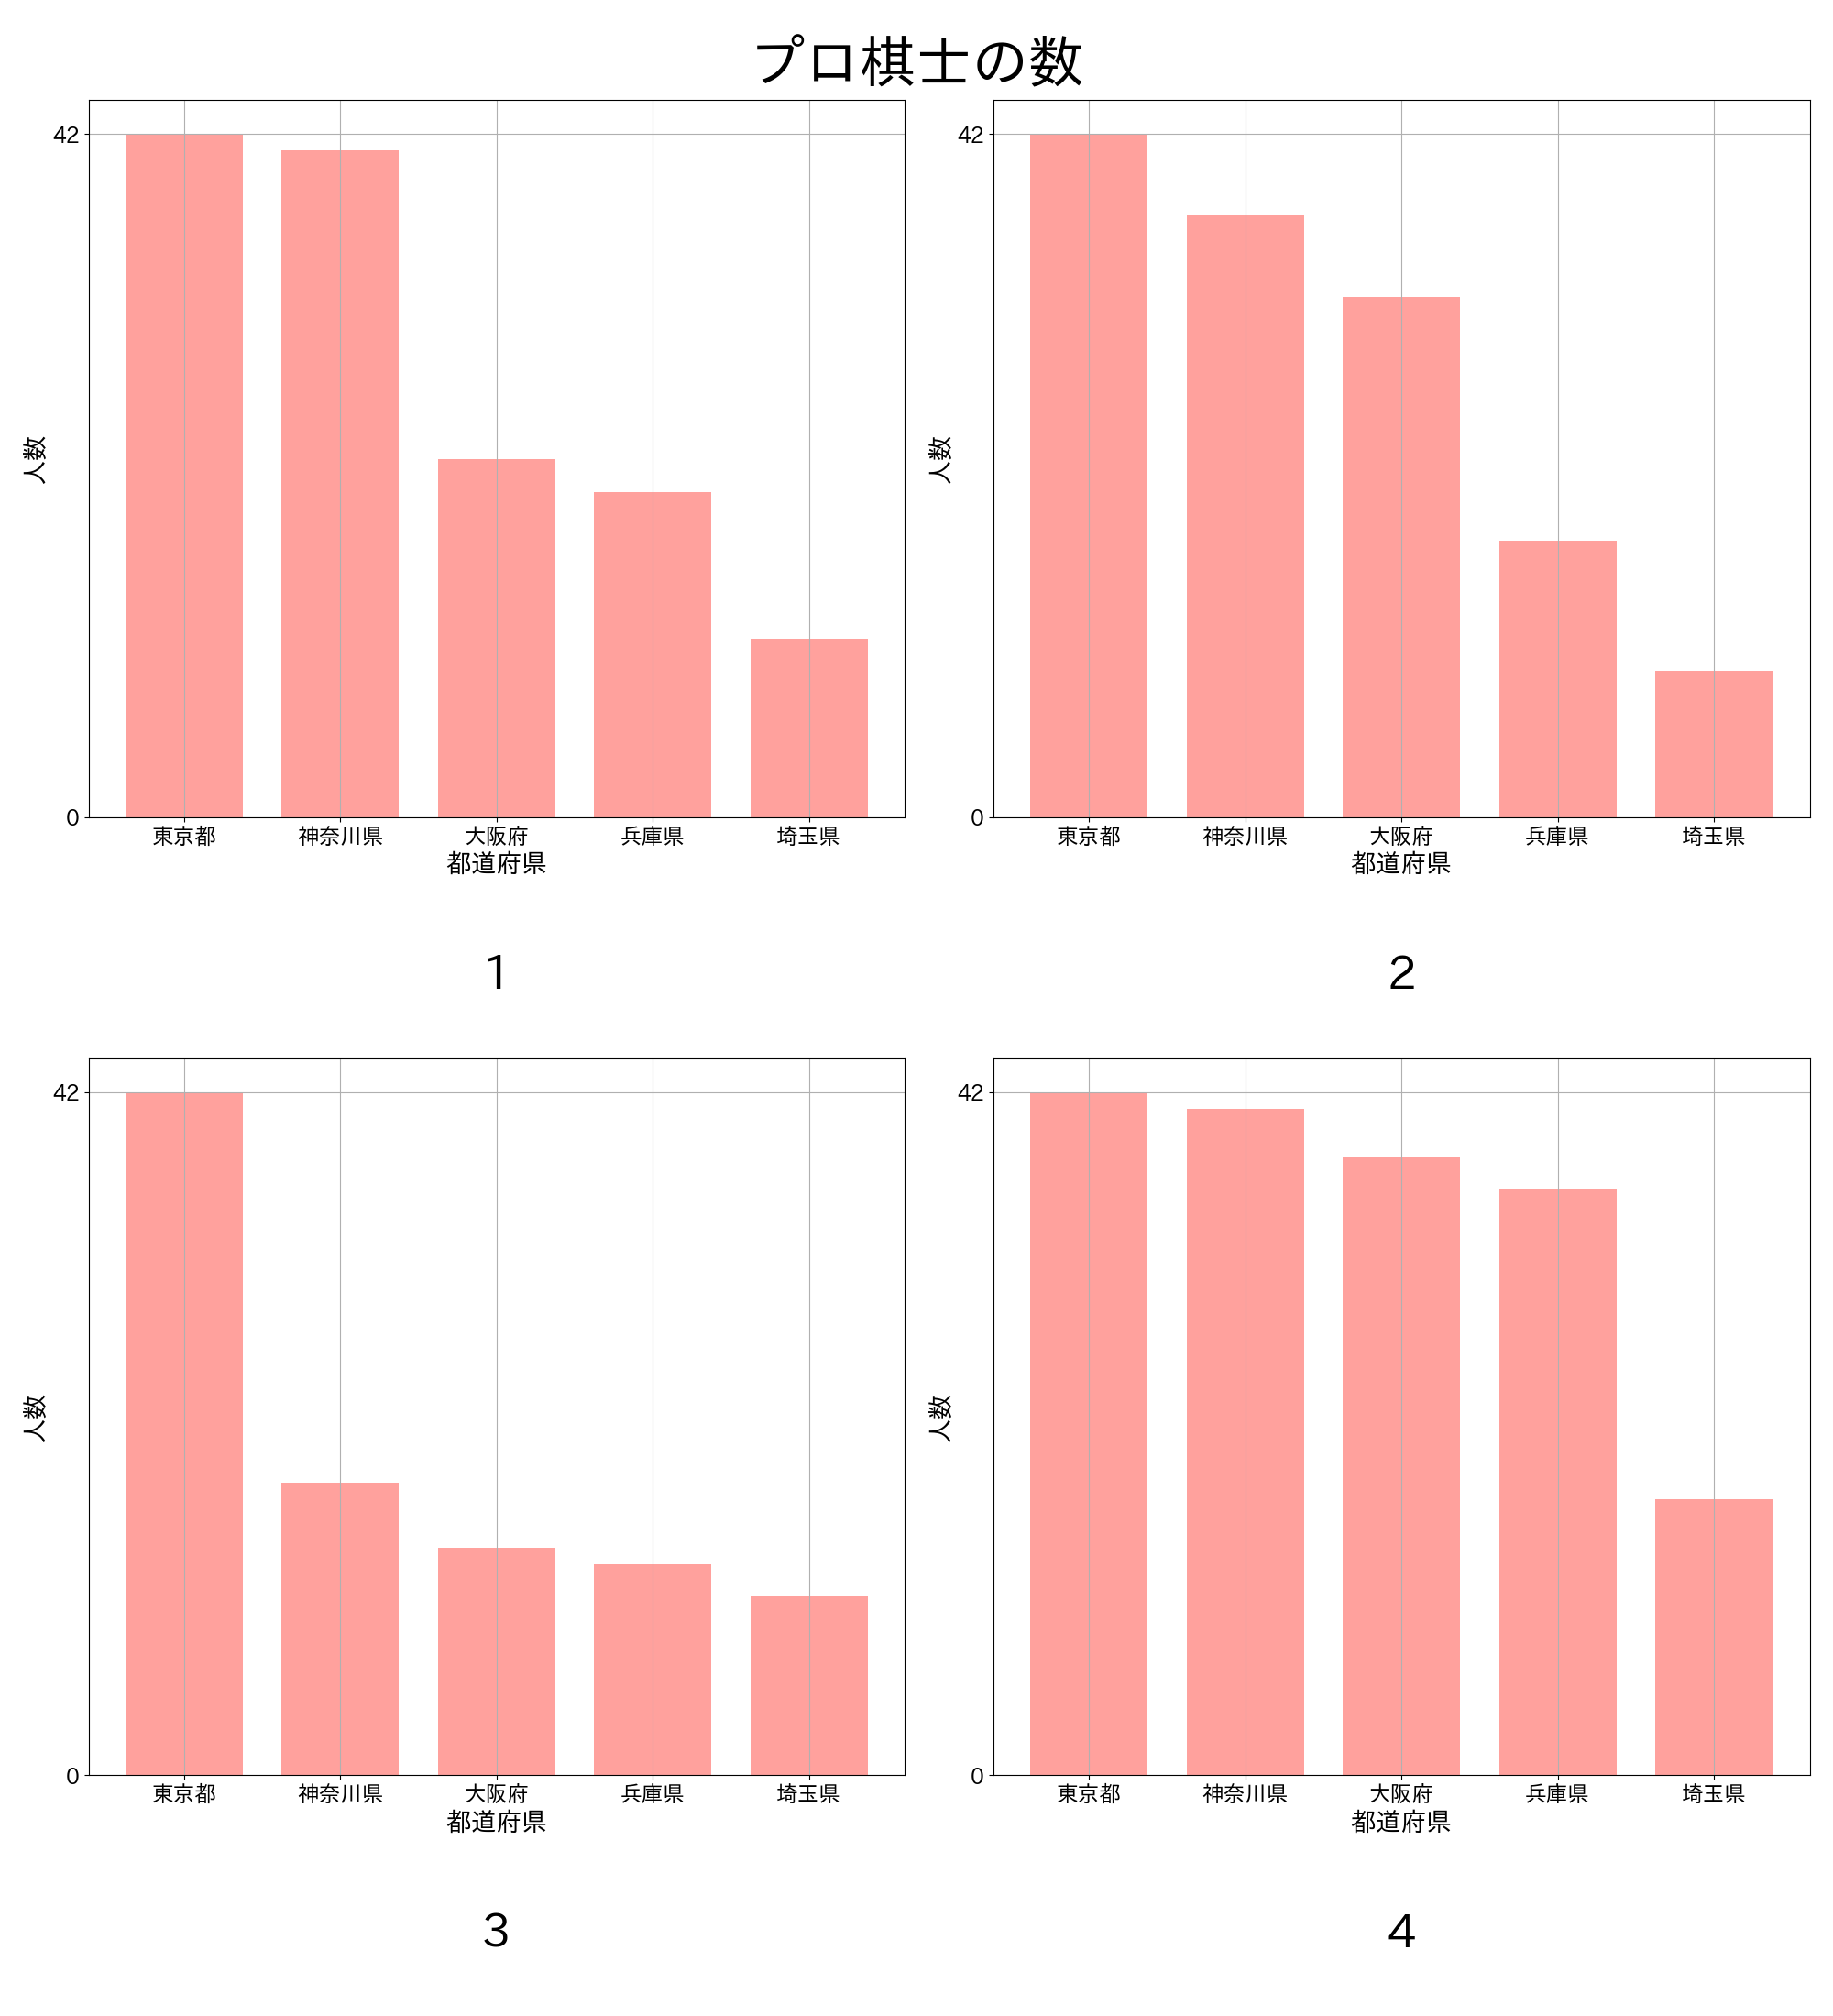 プロ棋士の数
42
0
人数
東京都 神奈川県 大阪府 兵庫県 埼玉県
都道府県
1
42
0
人数
東京都 神奈川県 大阪府 兵庫県 埼玉県
都道府県
2
42
0
人数
東京都 神奈川県 大阪府 兵庫県 埼玉県
都道府県
3
42
0
人数
東京都 神奈川県 大阪府 兵庫県 埼玉県
都道府県
4